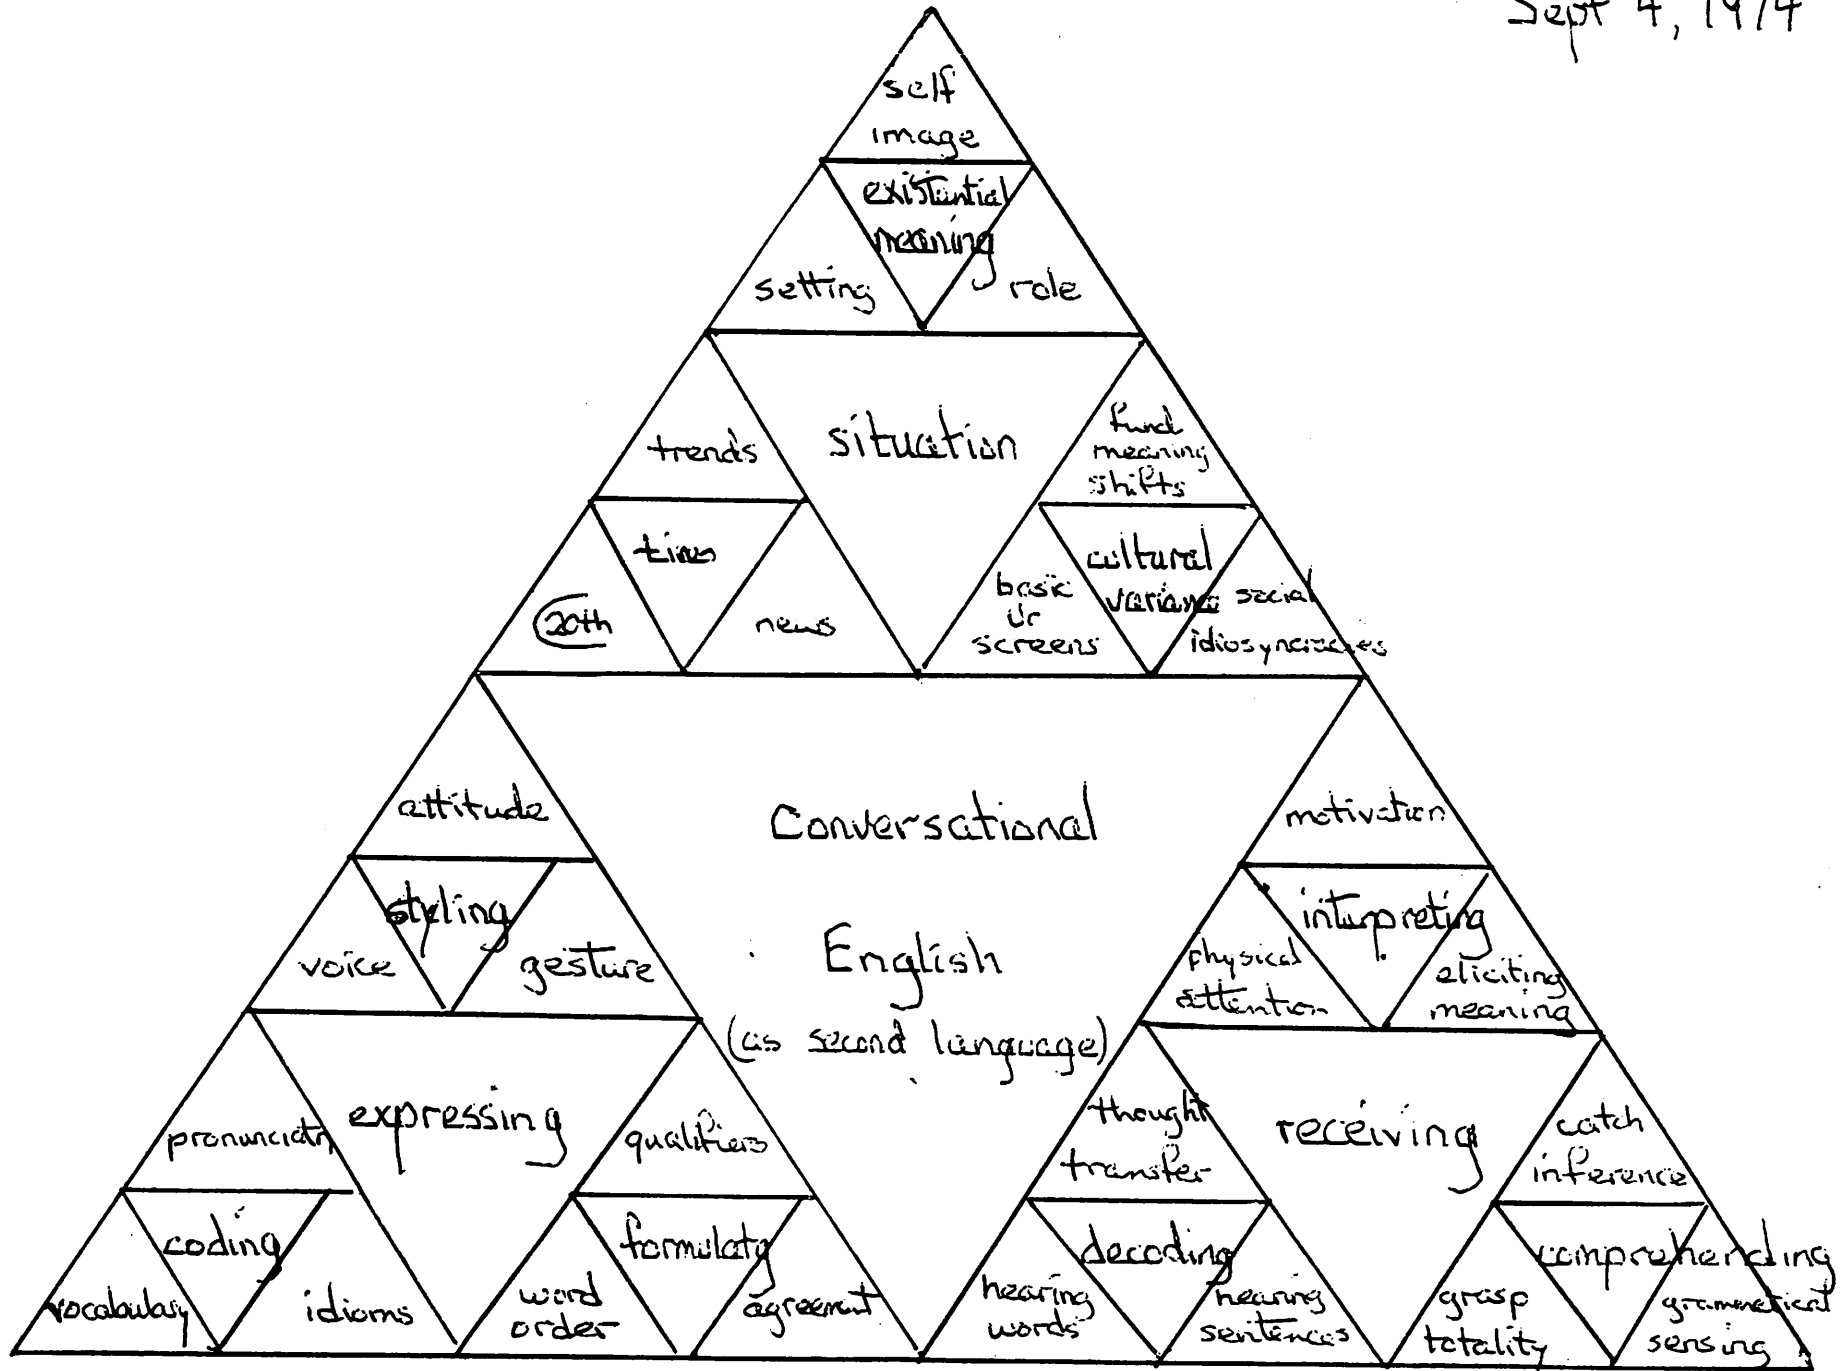 Sept 4, 1974
self
image
existential
meaning
setting
role
situation
trends
fund
meaning
shifts
times
20th
news
cultural
variance
basic
Ur
screens
social
idiosyncracies
Conversational
English
(as second language)
attitude
styling
voice
gesture
motivation
interpreting
physical
attention
eliciting
meaning
expressing
pronunciatn
coding
vocabulary
idioms
qualifiers
formulatg
word
order
agreement
receiving
thought
transfer
decoding
hearing
words
hearing
sentences
catch
inference
comprehending
grasp
totality
grammatical
sensing